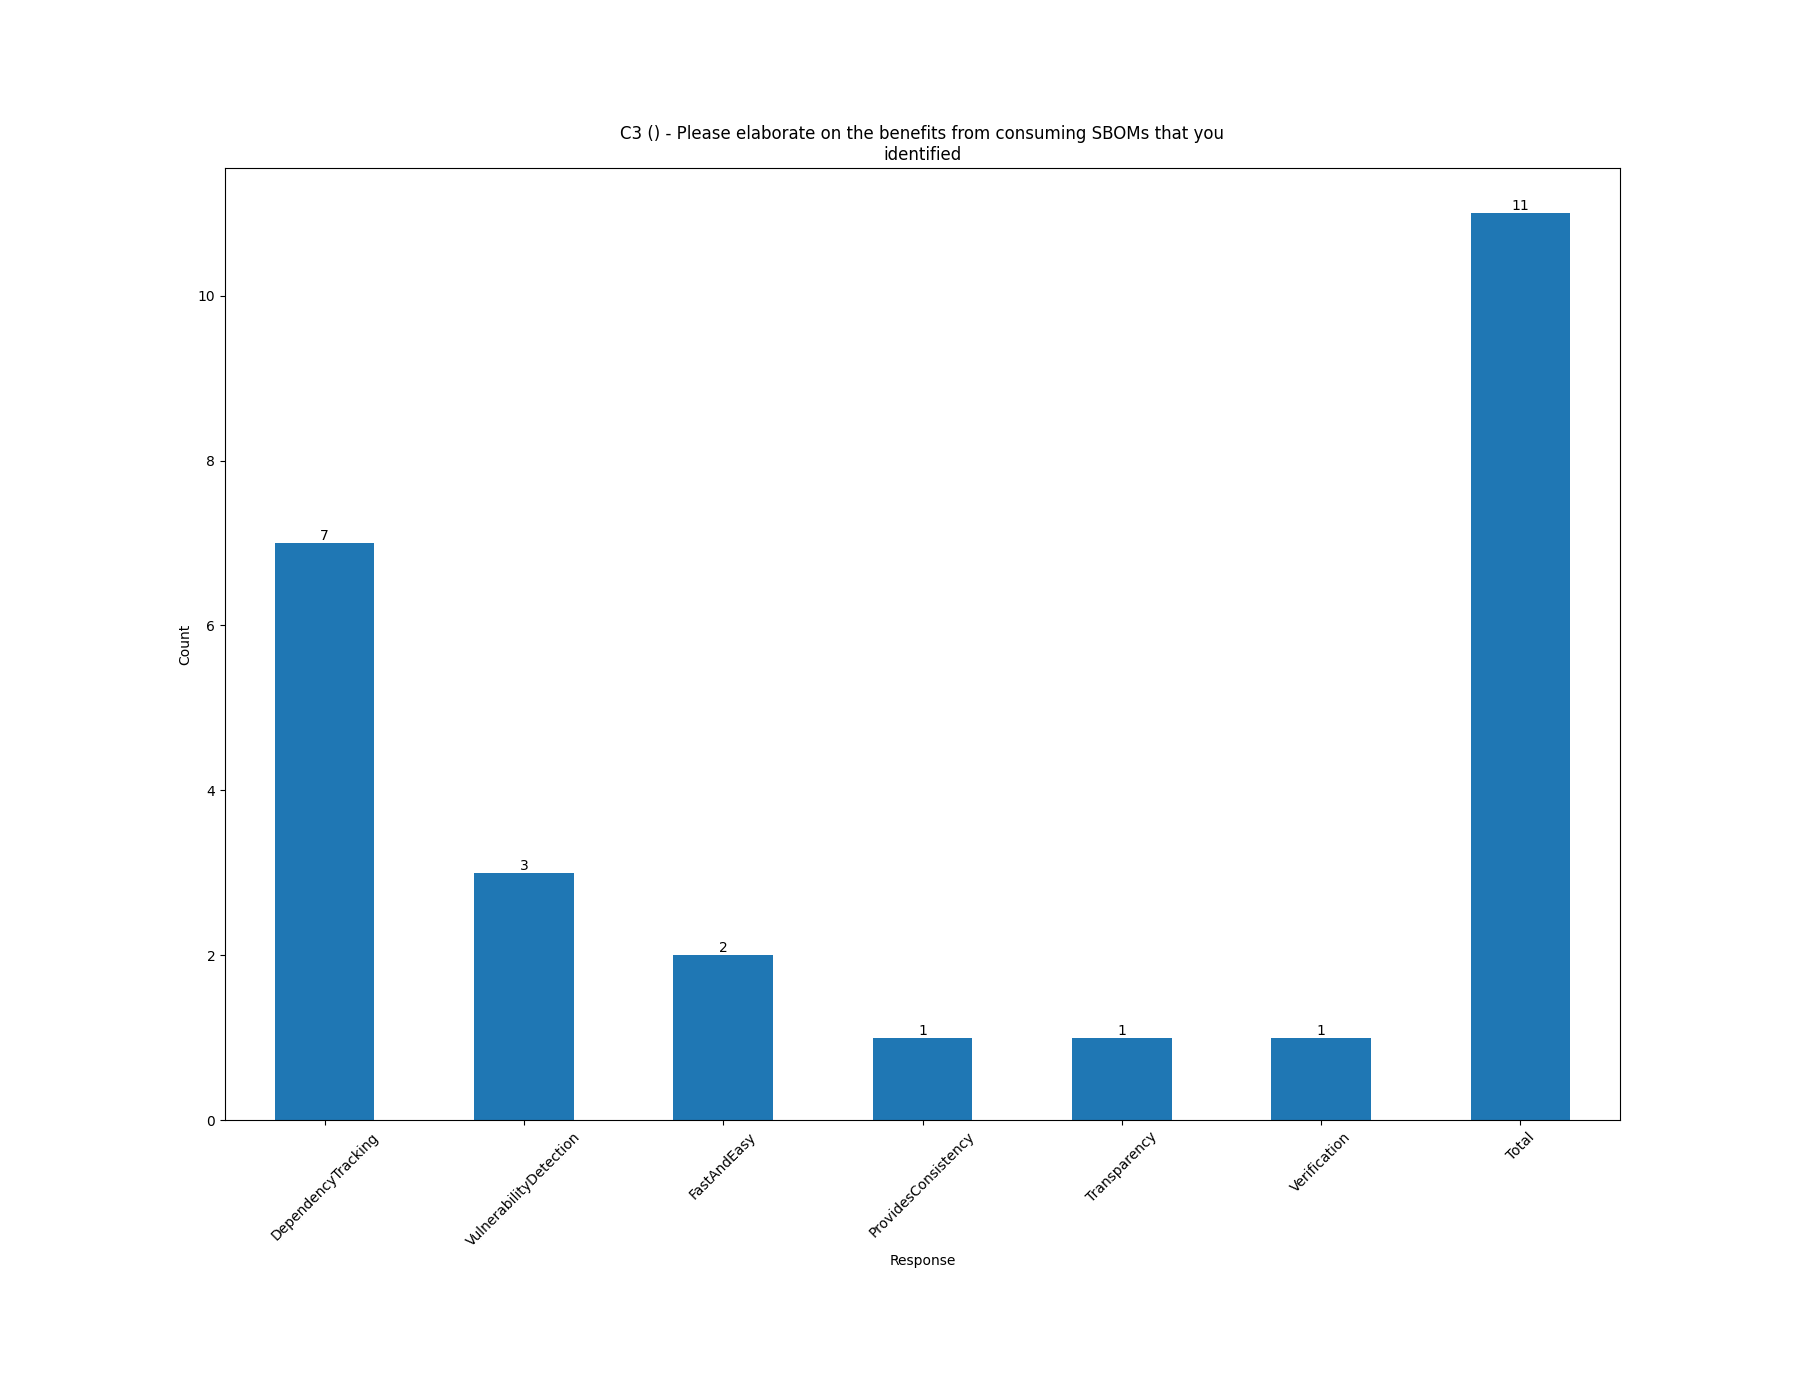 C3 () - Please elaborate on the benefits from consuming SBOMs that you
identified
Count
10
8
6
4
2
0
7
3
2
1
1
1
11
DependencyTracking
VulnerabilityDetection
FastAndEasy
ProvidesConsistency
Transparency
Verification
Total
Response